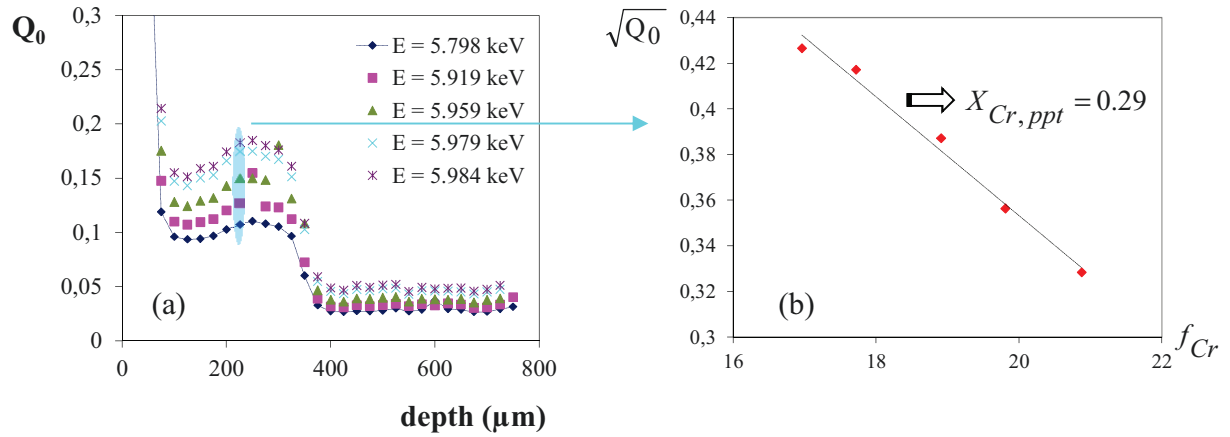 Q₀
0,3
0,25
0,2
0,15
0,1
0,05
0
0 200 400 600 800
depth (µm)
(a)
E = 5.798 keV
E = 5.919 keV
E = 5.959 keV
E = 5.979 keV
E = 5.984 keV
√Q₀
0,44
0,42
0,4
0,38
0,36
0,34
0,32
0,3
16 18 20 22
f_Cr
(b)
X_Cr, ppt = 0.29